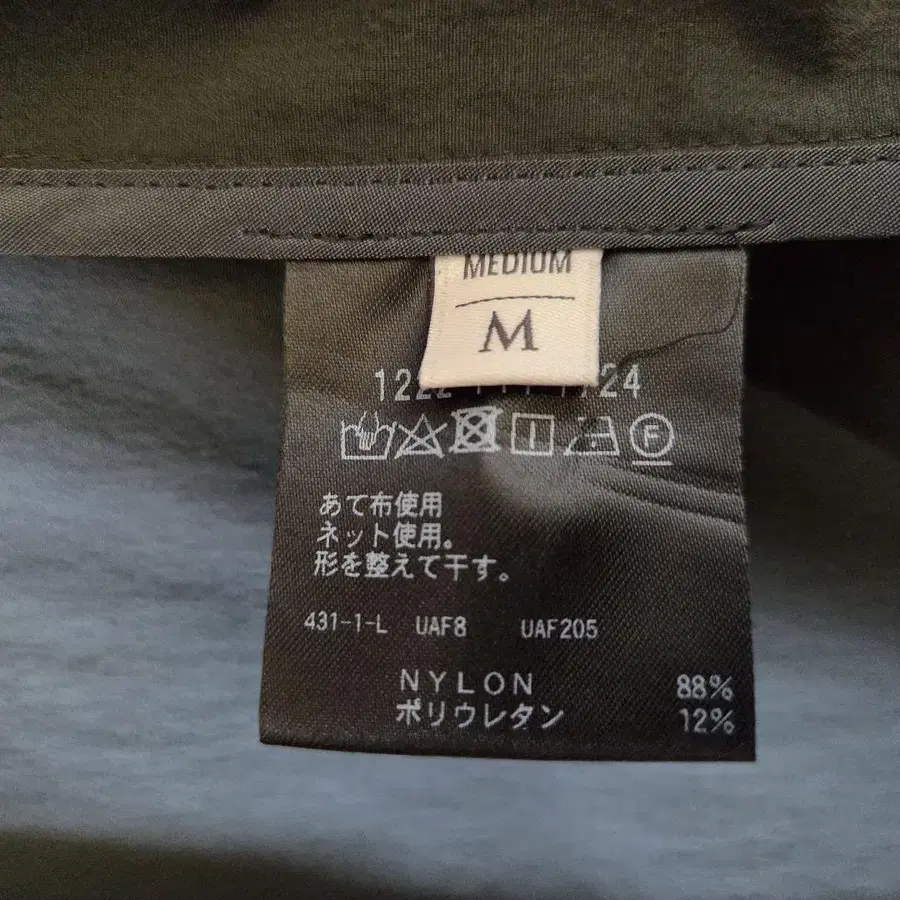 MEDIUM
M
あて布使用
ネット使用。
形を整えて干す。
431-1-L UAF8 UAF205
NYLON 88%
ポリウレタン 12%
F